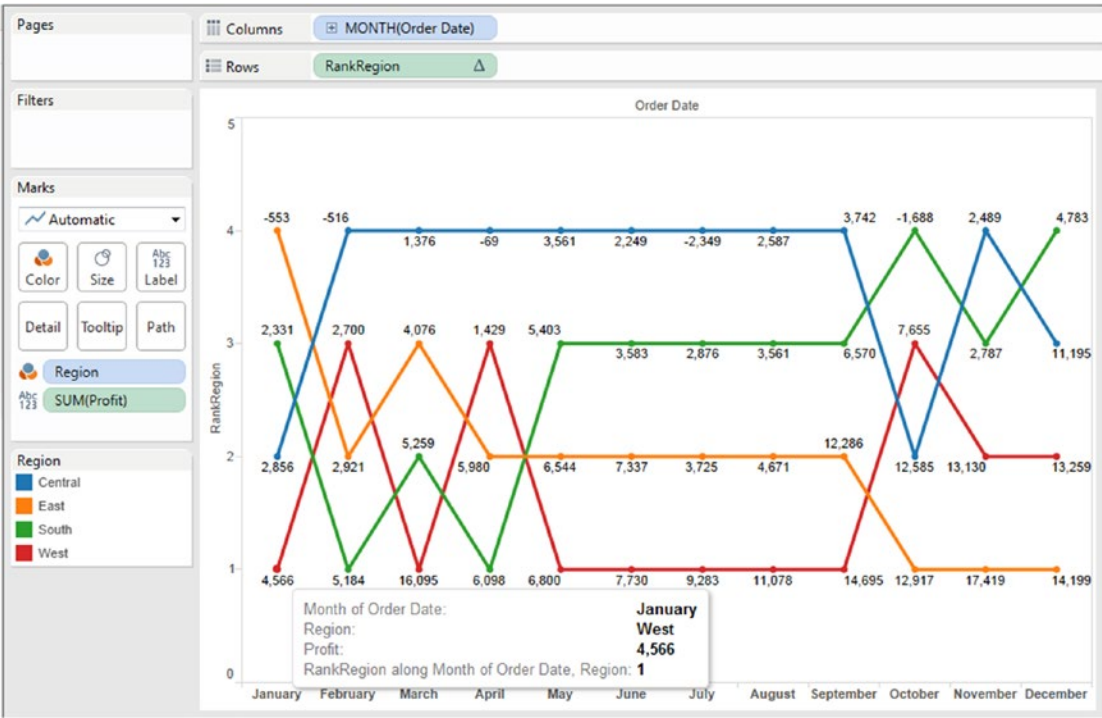 Pages
Columns
MONTH(Order Date)
Rows
RankRegion Δ
Filters
Marks
Automatic
Color
Size
Abc
123
Label
Detail
Tooltip
Path
Region
Abc
123
SUM(Profit)
Region
Central
East
South
West
Order Date
RankRegion
5
-553 -516 3,742 -1,688 2,489 4,783
4
1,376 -69 3,561 2,249 -2,349 2,587
2,331 2,700 4,076 1,429 5,403 7,655
3
3,583 2,876 3,561 6,570 2,787 11,195
5,259 12,286
2
2,856 2,921 5,980 6,544 7,337 3,725 4,671 12,585 13,130 13,259
1
4,566 5,184 16,095 6,098 6,800 7,730 9,283 11,078 14,695 12,917 17,419 14,199
Month of Order Date: January
Region: West
Profit: 4,566
RankRegion along Month of Order Date, Region: 1
0
January February March April May June July August September October November December